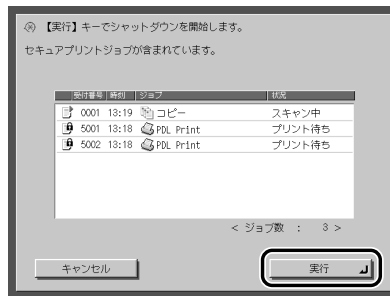 【実行】キーでシャットダウンを開始します。
セキュアプリントジョブが含まれています。
受付番号 時刻 ジョブ 状況
0001 13:19 コピー スキャン中
5001 13:18 PDL Print プリント待ち
5002 13:18 PDL Print プリント待ち
< ジョブ数 : 3 >
キャンセル 実行